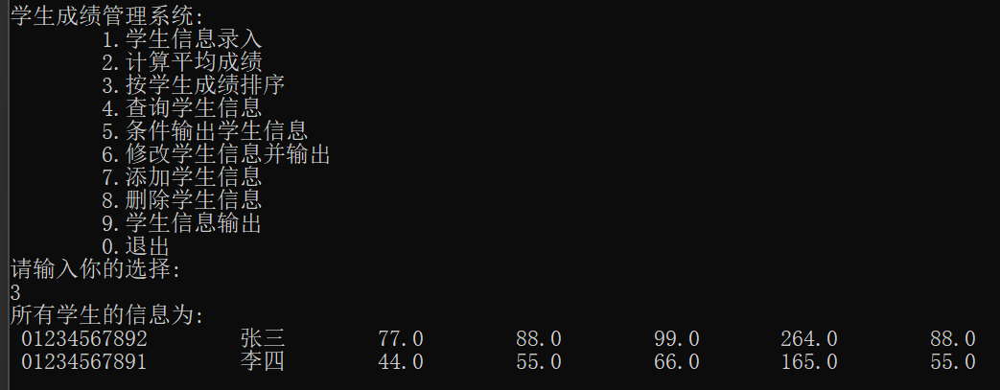 学生成绩管理系统:
1.学生信息录入
2.计算平均成绩
3.按学生成绩排序
4.查询学生信息
5.条件输出学生信息
6.修改学生信息并输出
7.添加学生信息
8.删除学生信息
9.学生信息输出
0.退出
请输入你的选择:
3
所有学生的信息为:
01234567892 张三 77.0 88.0 99.0 264.0 88.0
01234567891 李四 44.0 55.0 66.0 165.0 55.0